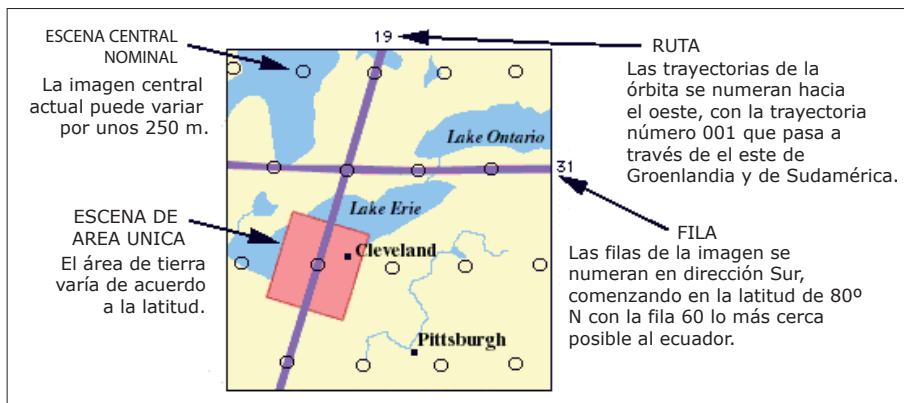 ESCENA CENTRAL
NOMINAL
La imagen central
actual puede variar
por unos 250 m.
19
RUTA
Las trayectorias de la
órbita se numeran hacia
el oeste, con la trayectoria
número 001 que pasa a
través de el este de
Groenlandia y de Sudamérica.
Lake Ontario
31
Lake Erie
ESCENA DE
AREA UNICA
El área de tierra
varía de acuerdo
a la latitud.
Cleveland
Pittsburgh
FILA
Las filas de la imagen se
numeran en dirección Sur,
comenzando en la latitud de 80º
N con la fila 60 lo más cerca
posible al ecuador.